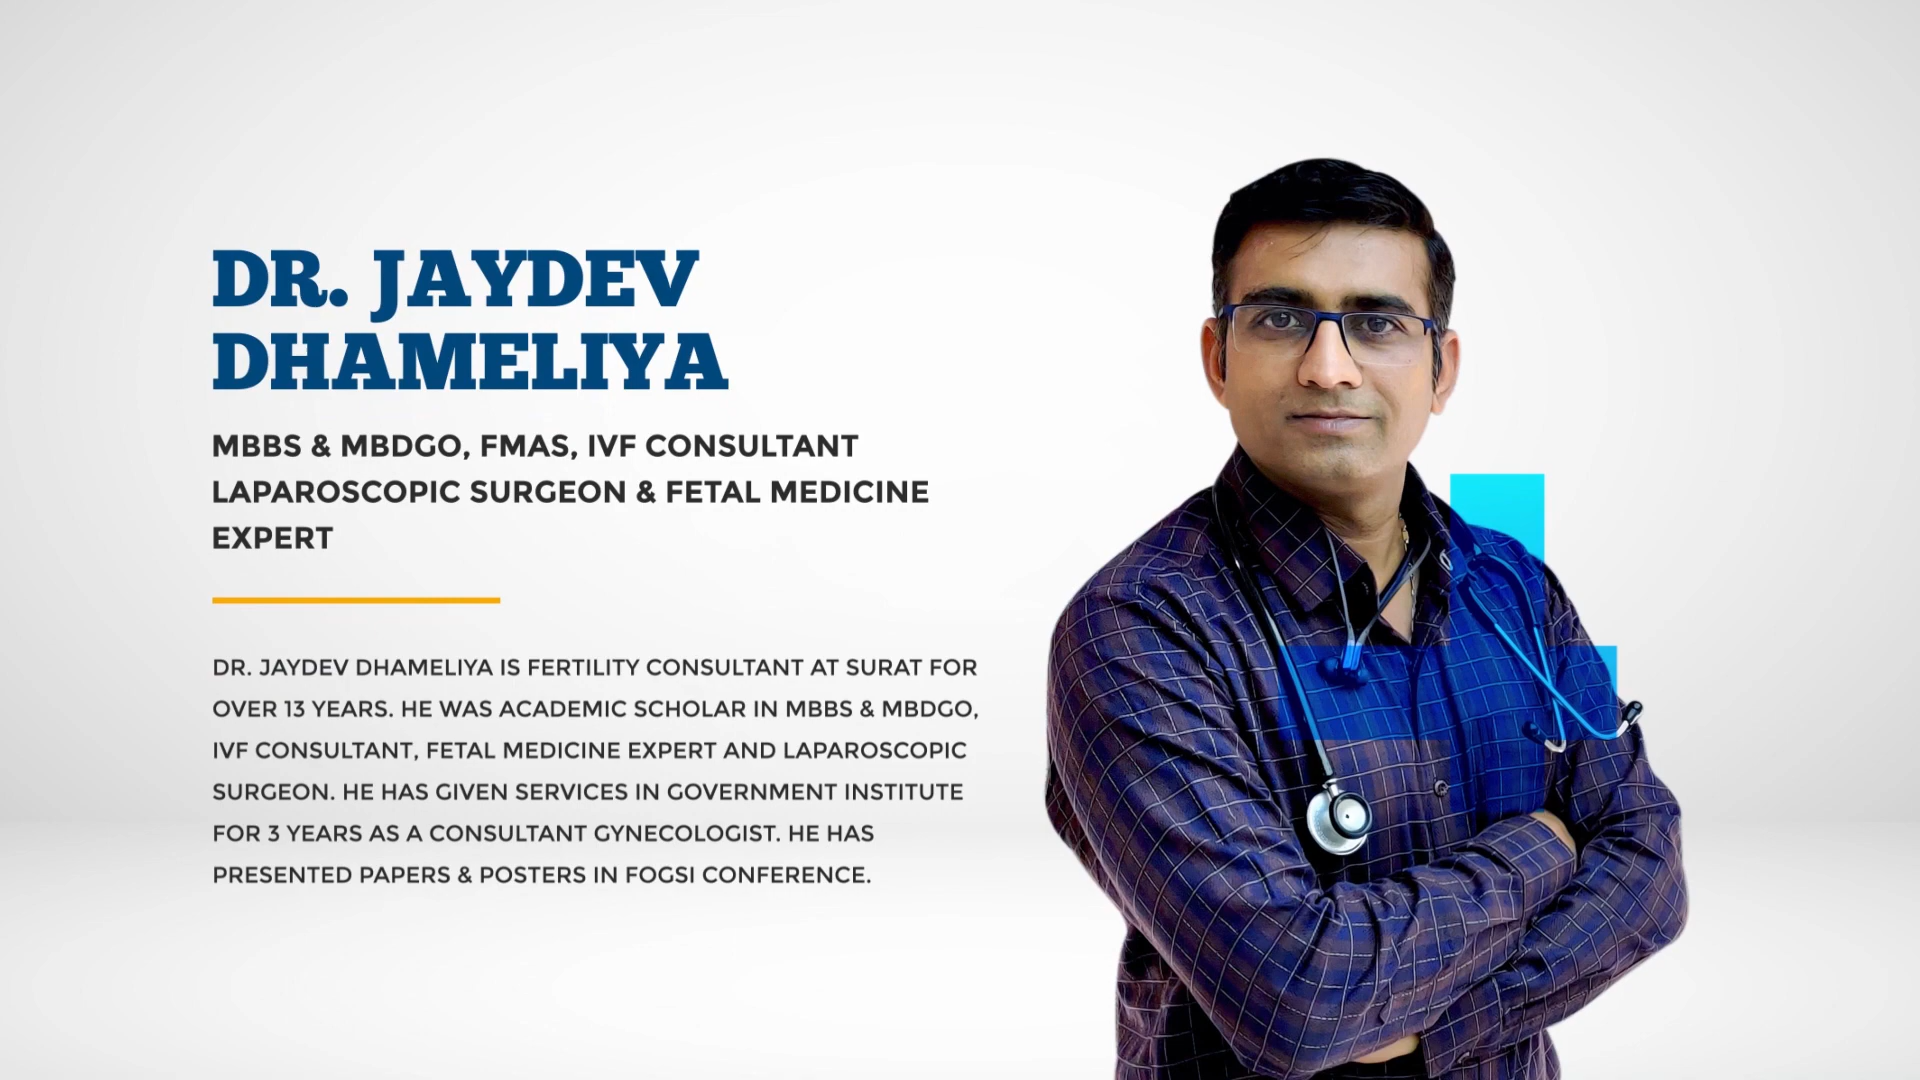 DR. JAYDEV
DHAMELIYA
MBBS & MBDGO, FMAS, IVF CONSULTANT
LAPAROSCOPIC SURGEON & FETAL MEDICINE
EXPERT
DR. JAYDEV DHAMELIYA IS FERTILITY CONSULTANT AT SURAT FOR
OVER 13 YEARS. HE WAS ACADEMIC SCHOLAR IN MBBS & MBDGO,
IVF CONSULTANT, FETAL MEDICINE EXPERT AND LAPAROSCOPIC
SURGEON. HE HAS GIVEN SERVICES IN GOVERNMENT INSTITUTE
FOR 3 YEARS AS A CONSULTANT GYNECOLOGIST. HE HAS
PRESENTED PAPERS & POSTERS IN FOGSI CONFERENCE.